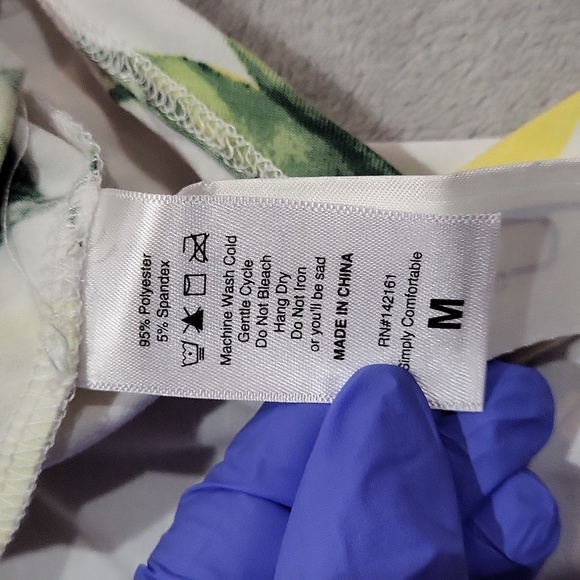 95% Polyester
5% Spandex
Machine Wash Cold
Gentle Cycle
Do Not Bleach
Hang Dry
Do Not Iron
or you'll be sad
MADE IN CHINA
RN#142161
Simply Comfortable
M